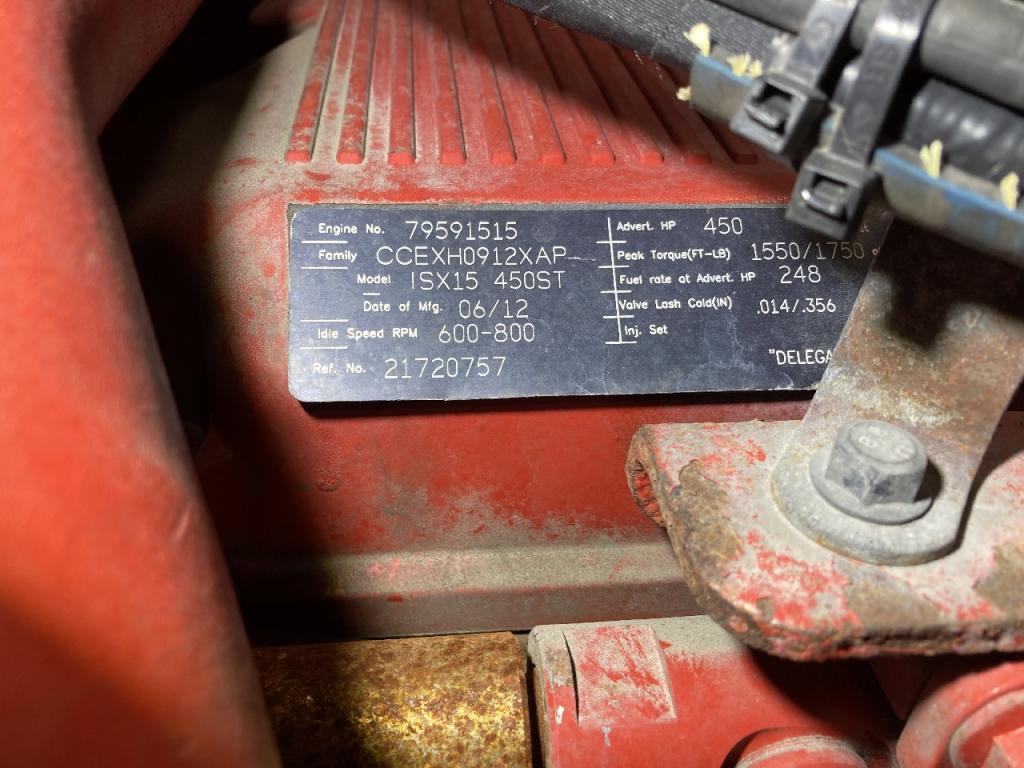 Engine No. 79591515
Family CCEXH0912XAP
Model ISX15 450ST
Date of Mfg. 06/12
Idle Speed RPM 600-800
Ref. No. 21720757
Advert. HP 450
Peak Torque(FT-LB) 1550/1750
Fuel rate at Advert. HP 248
Valve Lash Cold(IN) .014/.356
Inj. Set
"DELEGA